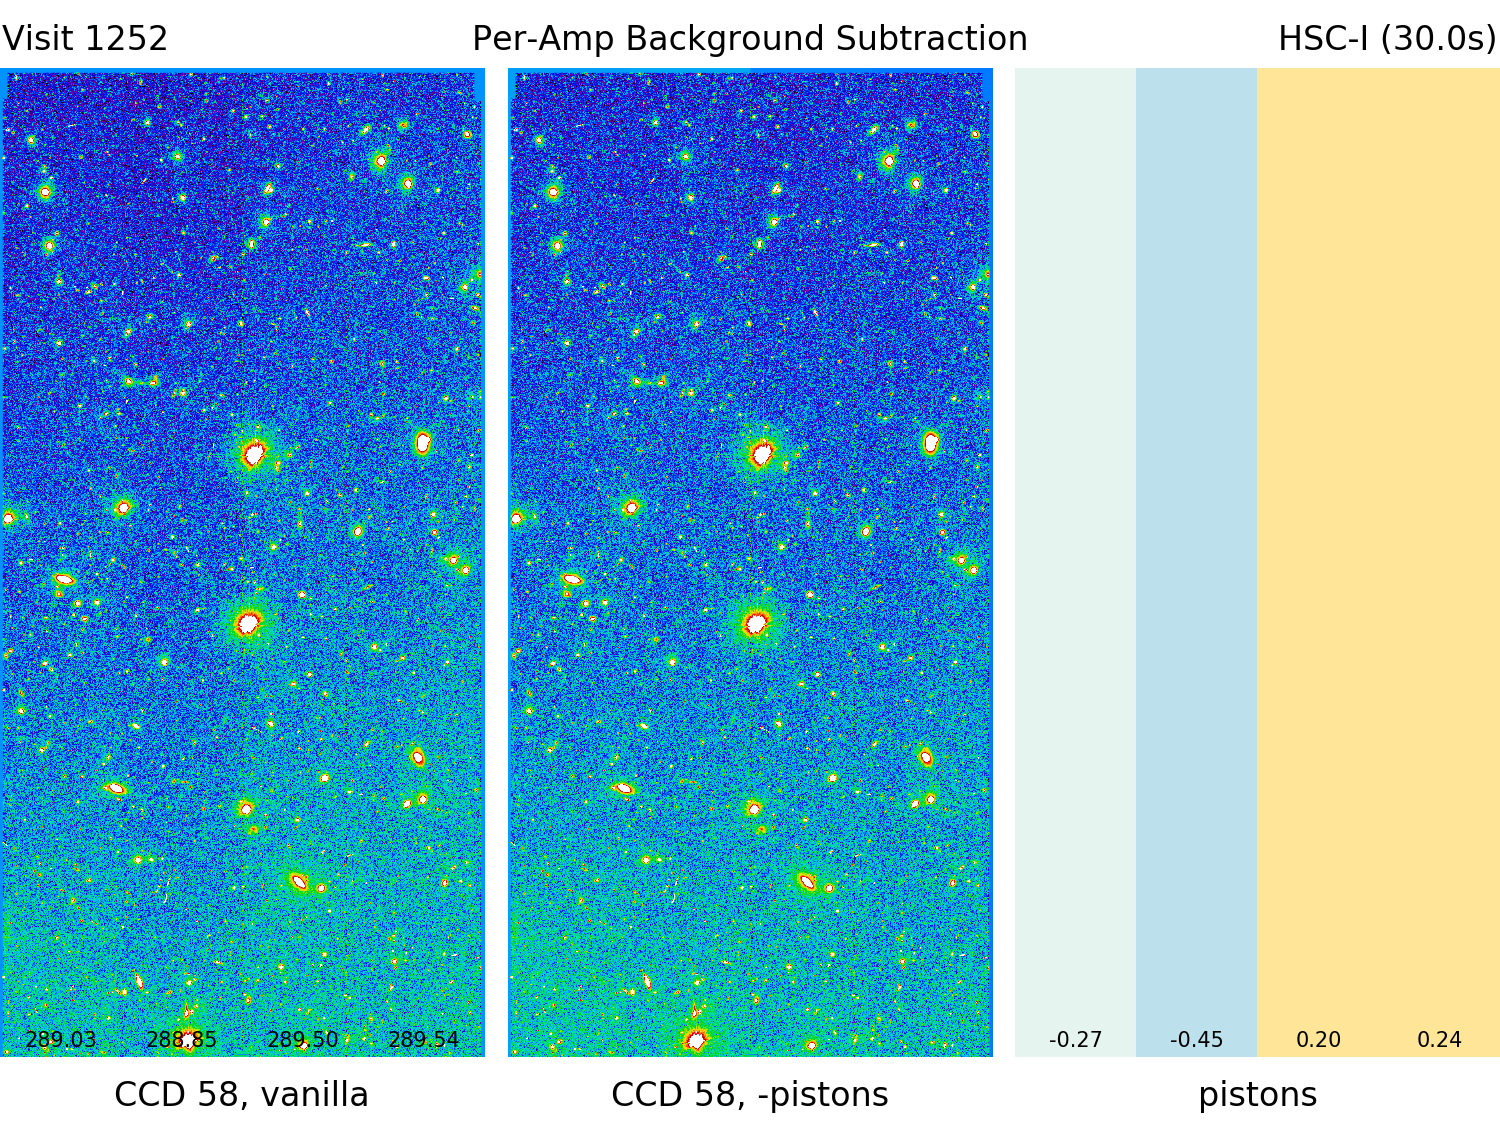 Visit 1252 Per-Amp Background Subtraction HSC-I (30.0s)
289.03 288.85 289.50 289.54 -0.27 -0.45 0.20 0.24
CCD 58, vanilla CCD 58, -pistons pistons